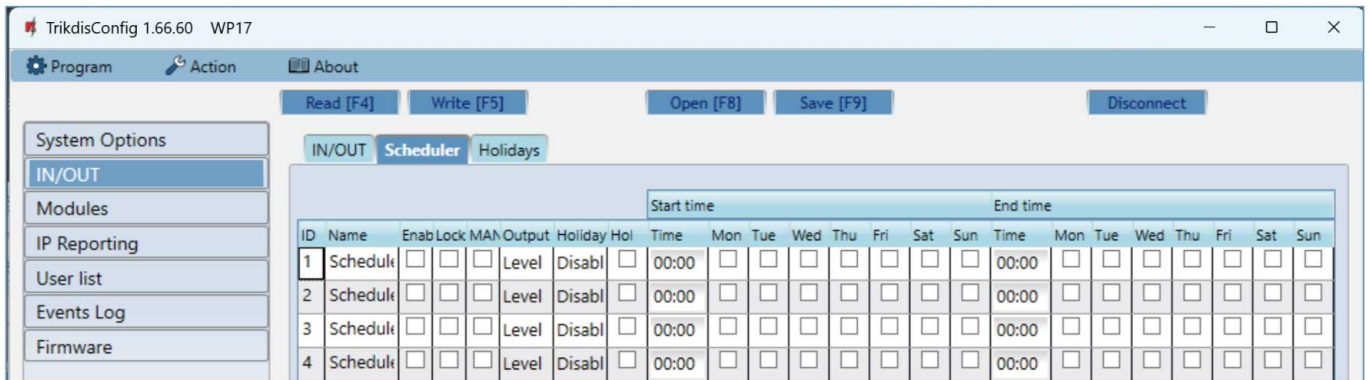 TrikdisConfig 1.66.60 WP17
Program Action About
Read [F4] Write [F5] Open [F8] Save [F9] Disconnect
System Options
IN/OUT
Modules
IP Reporting
User list
Events Log
Firmware
IN/OUT Scheduler Holidays
Start time End time
ID Name Enab Lock MAN Output Holiday Hol Time Mon Tue Wed Thu Fri Sat Sun Time Mon Tue Wed Thu Fri Sat Sun
1 Schedule Level Disabl 00:00 00:00
2 Schedule Level Disabl 00:00 00:00
3 Schedule Level Disabl 00:00 00:00
4 Schedule Level Disabl 00:00 00:00